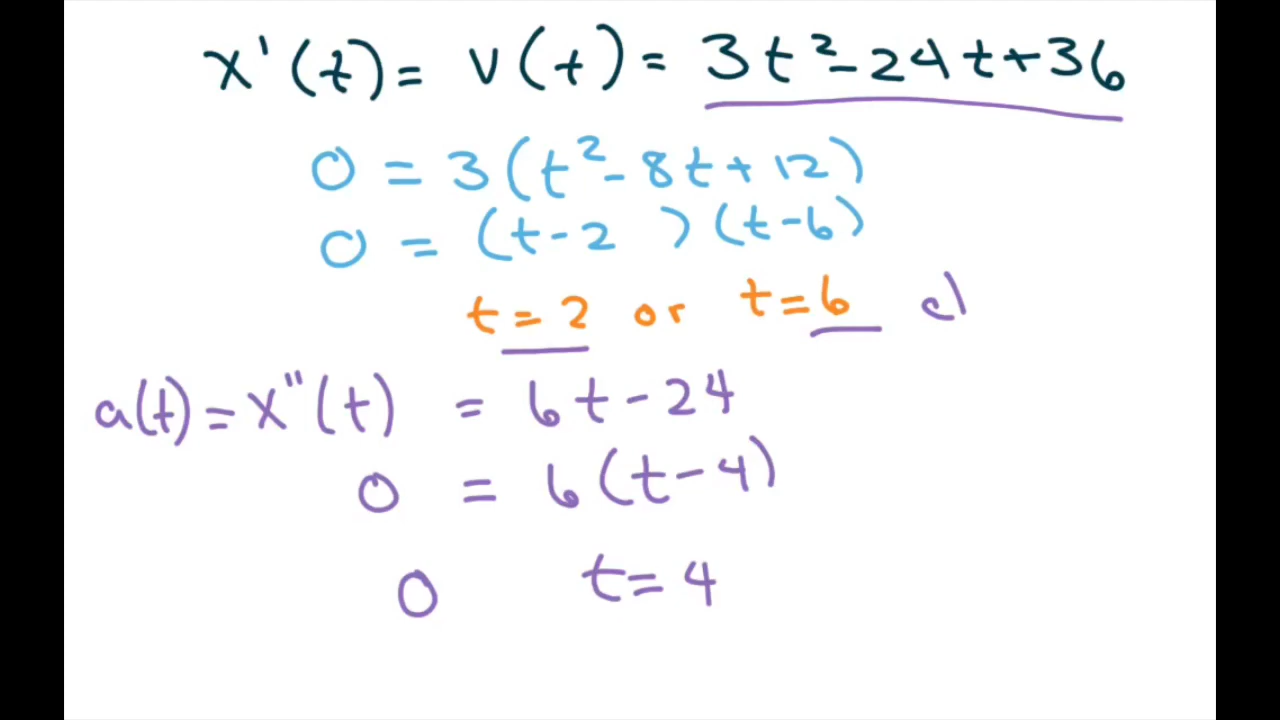 x'(t) = v(t) = 3t²-24t+36
0 = 3(t²-8t+12)
0 = (t-2 )(t-6)
t=2 or t=6 c)
a(t)=x"(t) = 6t-24
0 = 6(t-4)
0 t=4